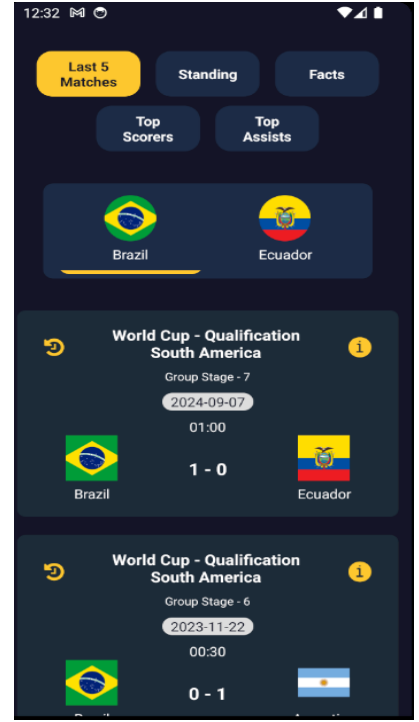 12:32
Last 5
Matches
Standing
Facts
Top
Scorers
Top
Assists
Brazil
Ecuador
World Cup - Qualification
South America
i
Group Stage - 7
2024-09-07
01:00
1 - 0
Brazil
Ecuador
World Cup - Qualification
South America
i
Group Stage - 6
2023-11-22
00:30
0 - 1